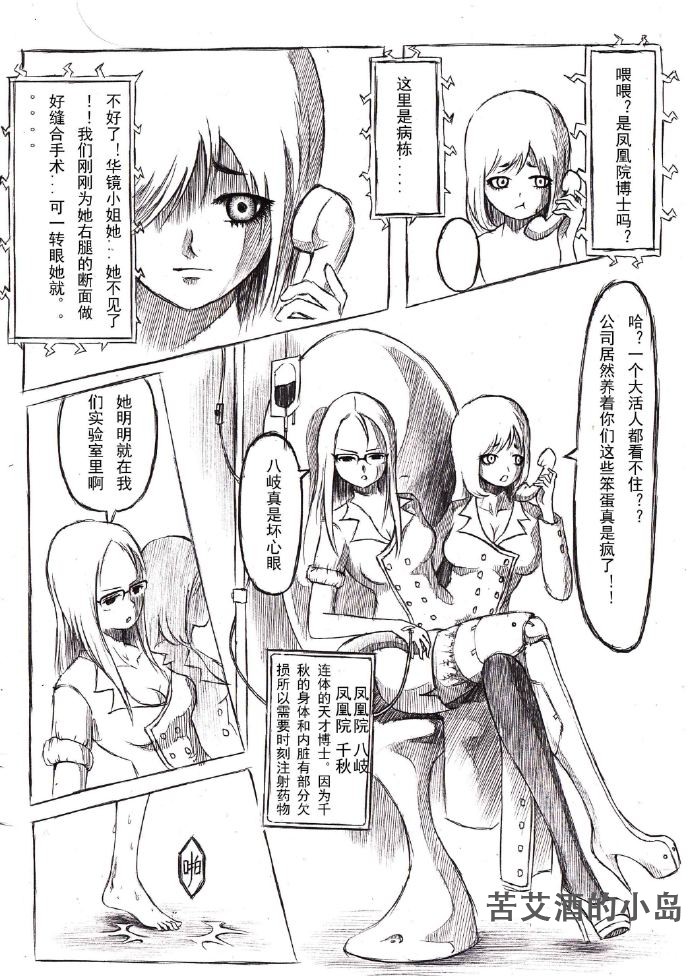 喂喂？是凤凰院博士吗？
这里是病栋....
不好了！华镜小姐她...她不见了
！！我们刚刚为她右腿的断面做
好缝合手术...可一转眼她就。。
。。。。
哈？一个大活人都看不住？？
公司居然养着你们这些笨蛋真是疯了！！！
八岐真是坏心眼
她明明就在我
们实验室里啊
凤凰院 八岐
凤凰院 千秋
连体的天才博士。因为千
秋的身体和内脏有部分欠
损所以需要时刻注射药物
啪
苦艾酒的小岛